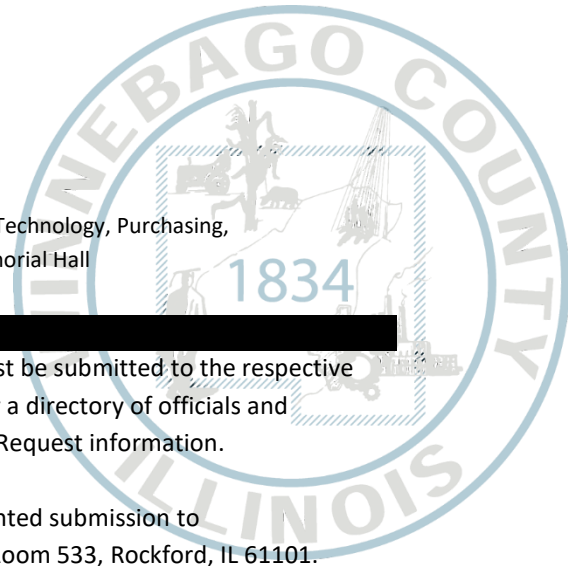 WINNEBAGO COUNTY
Technology, Purchasing,
orial Hall
1834
st be submitted to the respective
a directory of officials and
Request information.
ILLINOIS
nted submission to
oom 533, Rockford, IL 61101.